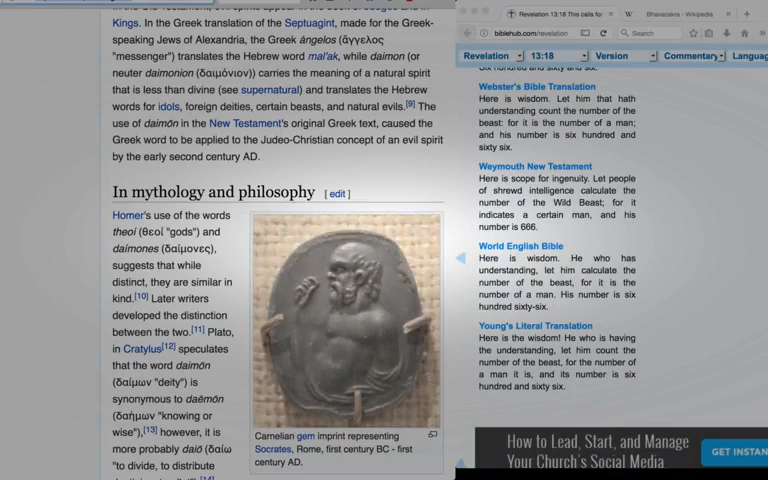 Kings. In the Greek translation of the Septuagint, made for the Greek-
speaking Jews of Alexandria, the Greek ángelos (ἄγγελος
"messenger") translates the Hebrew word mal'ak, while daimon (or
neuter daimonion (δαιμόνιον)) carries the meaning of a natural spirit
that is less than divine (see supernatural) and translates the Hebrew
words for idols, foreign deities, certain beasts, and natural evils.[9] The
use of daimōn in the New Testament's original Greek text, caused the
Greek word to be applied to the Judeo-Christian concept of an evil spirit
by the early second century AD.
In mythology and philosophy [ edit ]
Homer's use of the words
theoí (θεοί "gods") and
daímones (δαίμονες),
suggests that while
distinct, they are similar in
kind.[10] Later writers
developed the distinction
between the two.[11] Plato,
in Cratylus[12] speculates
that the word daimōn
(δαίμων "deity") is
synonymous to daēmōn
(δαήμων "knowing or
wise"),[13] however, it is
more probably daiō (δαίω
"to divide, to distribute
Carnelian gem imprint representing
Socrates, Rome, first century BC - first
century AD.
Revelation 13:18 This calls for
Bhavacakra - Wikipedia
biblehub.com/revelation
Search
Revelation 13:18 Version Commentary Languag
Six hundred and sixty and six.
Webster's Bible Translation
Here is wisdom. Let him that hath
understanding count the number of the
beast: for it is the number of a man;
and his number is six hundred and
sixty six.
Weymouth New Testament
Here is scope for ingenuity. Let people
of shrewd intelligence calculate the
number of the Wild Beast; for it
indicates a certain man, and his
number is 666.
World English Bible
Here is wisdom. He who has
understanding, let him calculate the
number of the beast, for it is the
number of a man. His number is six
hundred sixty-six.
Young's Literal Translation
Here is the wisdom! He who is having
the understanding, let him count the
number of the beast, for the number of
a man it is, and its number is six
hundred and sixty six.
How to Lead, Start, and Manage
Your Church's Social Media
GET INSTAN